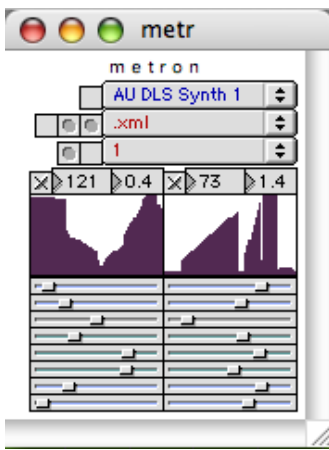 metr
metron
AU DLS Synth 1
.xml
1
121 0.4 73 1.4